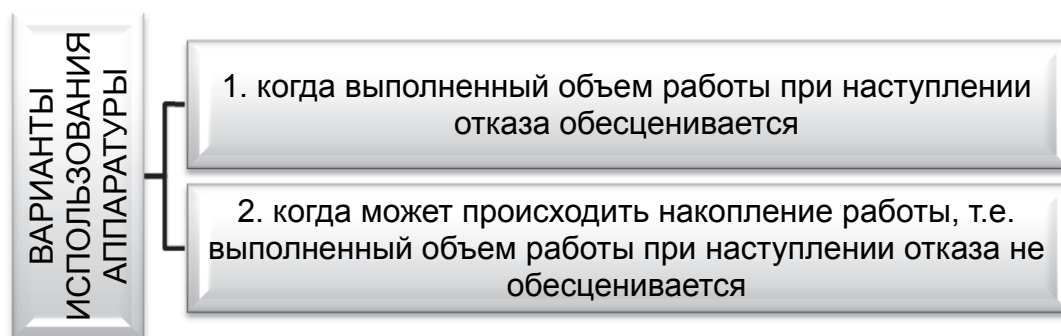 ВАРИАНТЫ
ИСПОЛЬЗОВАНИЯ
АППАРАТУРЫ
1. когда выполненный объем работы при наступлении
отказа обесценивается
2. когда может происходить накопление работы, т.е.
выполненный объем работы при наступлении отказа не
обесценивается